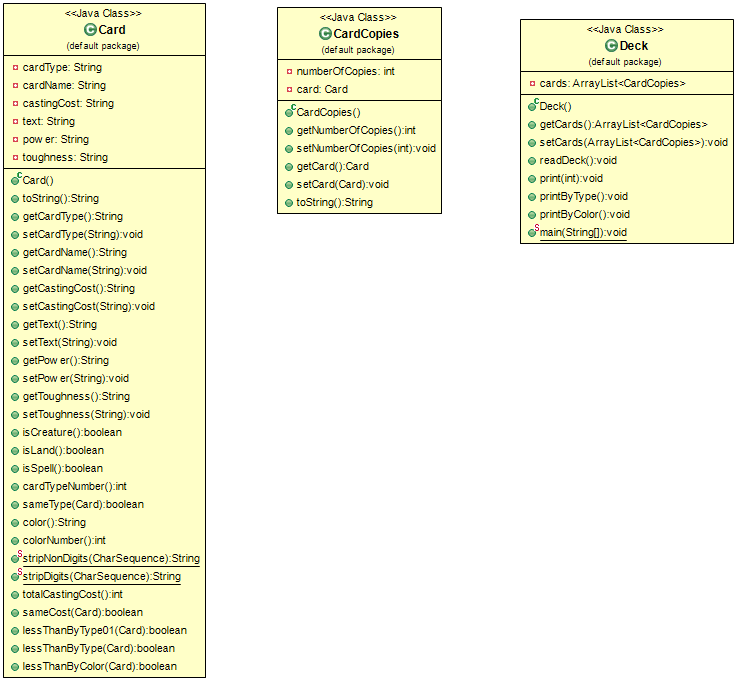 <<Java Class>>
Card
(default package)
cardType: String
cardName: String
castingCost: String
text: String
power: String
toughness: String
Card()
toString():String
getCardType():String
setCardType(String):void
getCardName():String
setCardName(String):void
getCastingCost():String
setCastingCost(String):void
getText():String
setText(String):void
getPower():String
setPower(String):void
getToughness():String
setToughness(String):void
isCreature():boolean
isLand():boolean
isSpell():boolean
cardTypeNumber():int
sameType(Card):boolean
color():String
colorNumber():int
stripNonDigits(CharSequence):String
stripDigits(CharSequence):String
totalCastingCost():int
sameCost(Card):boolean
lessThanByType01(Card):boolean
lessThanByType(Card):boolean
lessThanByColor(Card):boolean
<<Java Class>>
CardCopies
(default package)
numberOfCopies: int
card: Card
CardCopies()
getNumberOfCopies():int
setNumberOfCopies(int):void
getCard():Card
setCard(Card):void
toString():String
<<Java Class>>
Deck
(default package)
cards: ArrayList<CardCopies>
Deck()
getCards():ArrayList<CardCopies>
setCards(ArrayList<CardCopies>):void
readDeck():void
print(int):void
printByType():void
printByColor():void
main(String[]):void